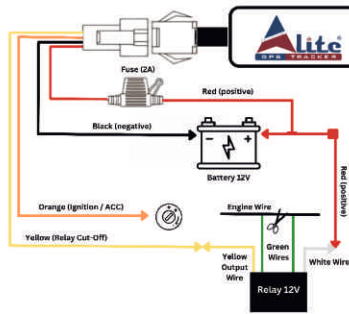 Alite
GPS TRACKER
Fuse (2A)
Red (positive)
Black (negative)
Battery 12V
Red (positive)
Orange (Ignition / ACC)
Engine Wire
Yellow (Relay Cut-Off)
Yellow Output Wire
Green Wires
White Wire
Relay 12V